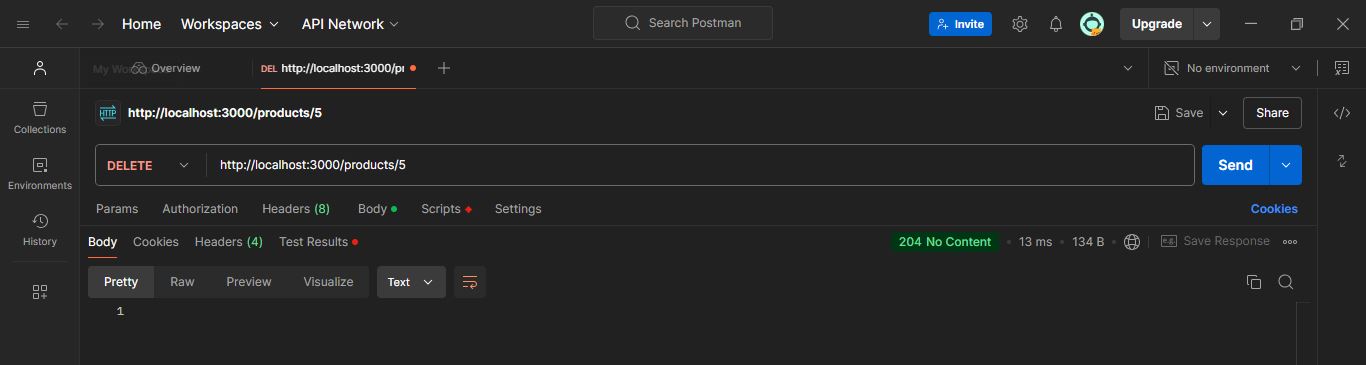 Home Workspaces API Network Search Postman Invite Upgrade
My Wo Overview DEL http://localhost:3000/pr No environment
HTTP http://localhost:3000/products/5 Save Share
Collections
DELETE http://localhost:3000/products/5 Send
Environments
Params Authorization Headers (8) Body Scripts Settings Cookies
History
Body Cookies Headers (4) Test Results 204 No Content 13 ms 134 B e.g. Save Response
Pretty Raw Preview Visualize Text
1